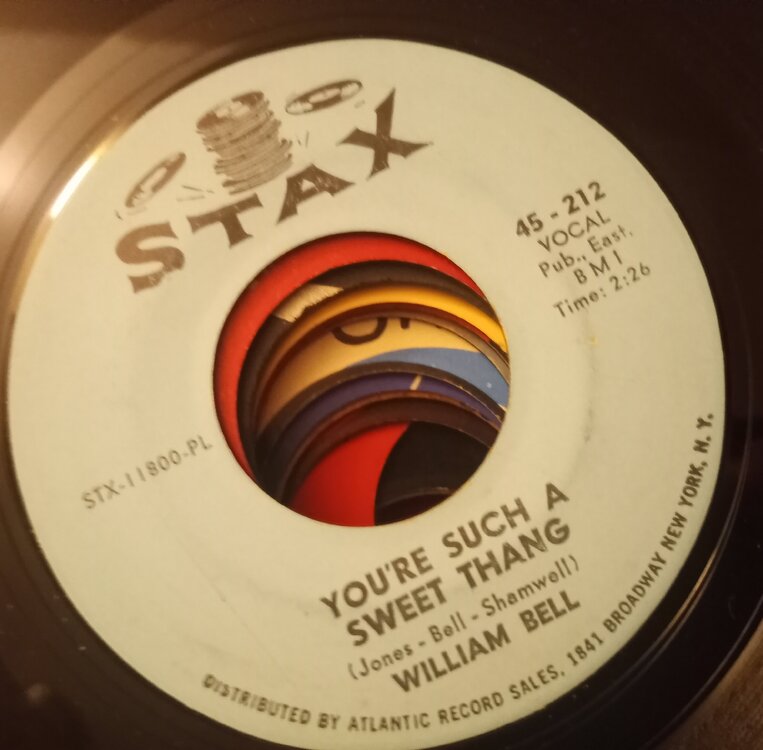 STAX
45-212
VOCAL
Pub., East.
BMI
Time: 2:26
STX-11800-PL
YOU'RE SUCH A
SWEET THANG
(Jones - Bell - Shamwell)
WILLIAM BELL
DISTRIBUTED BY ATLANTIC RECORD SALES, 1841 BROADWAY NEW YORK, N. Y.